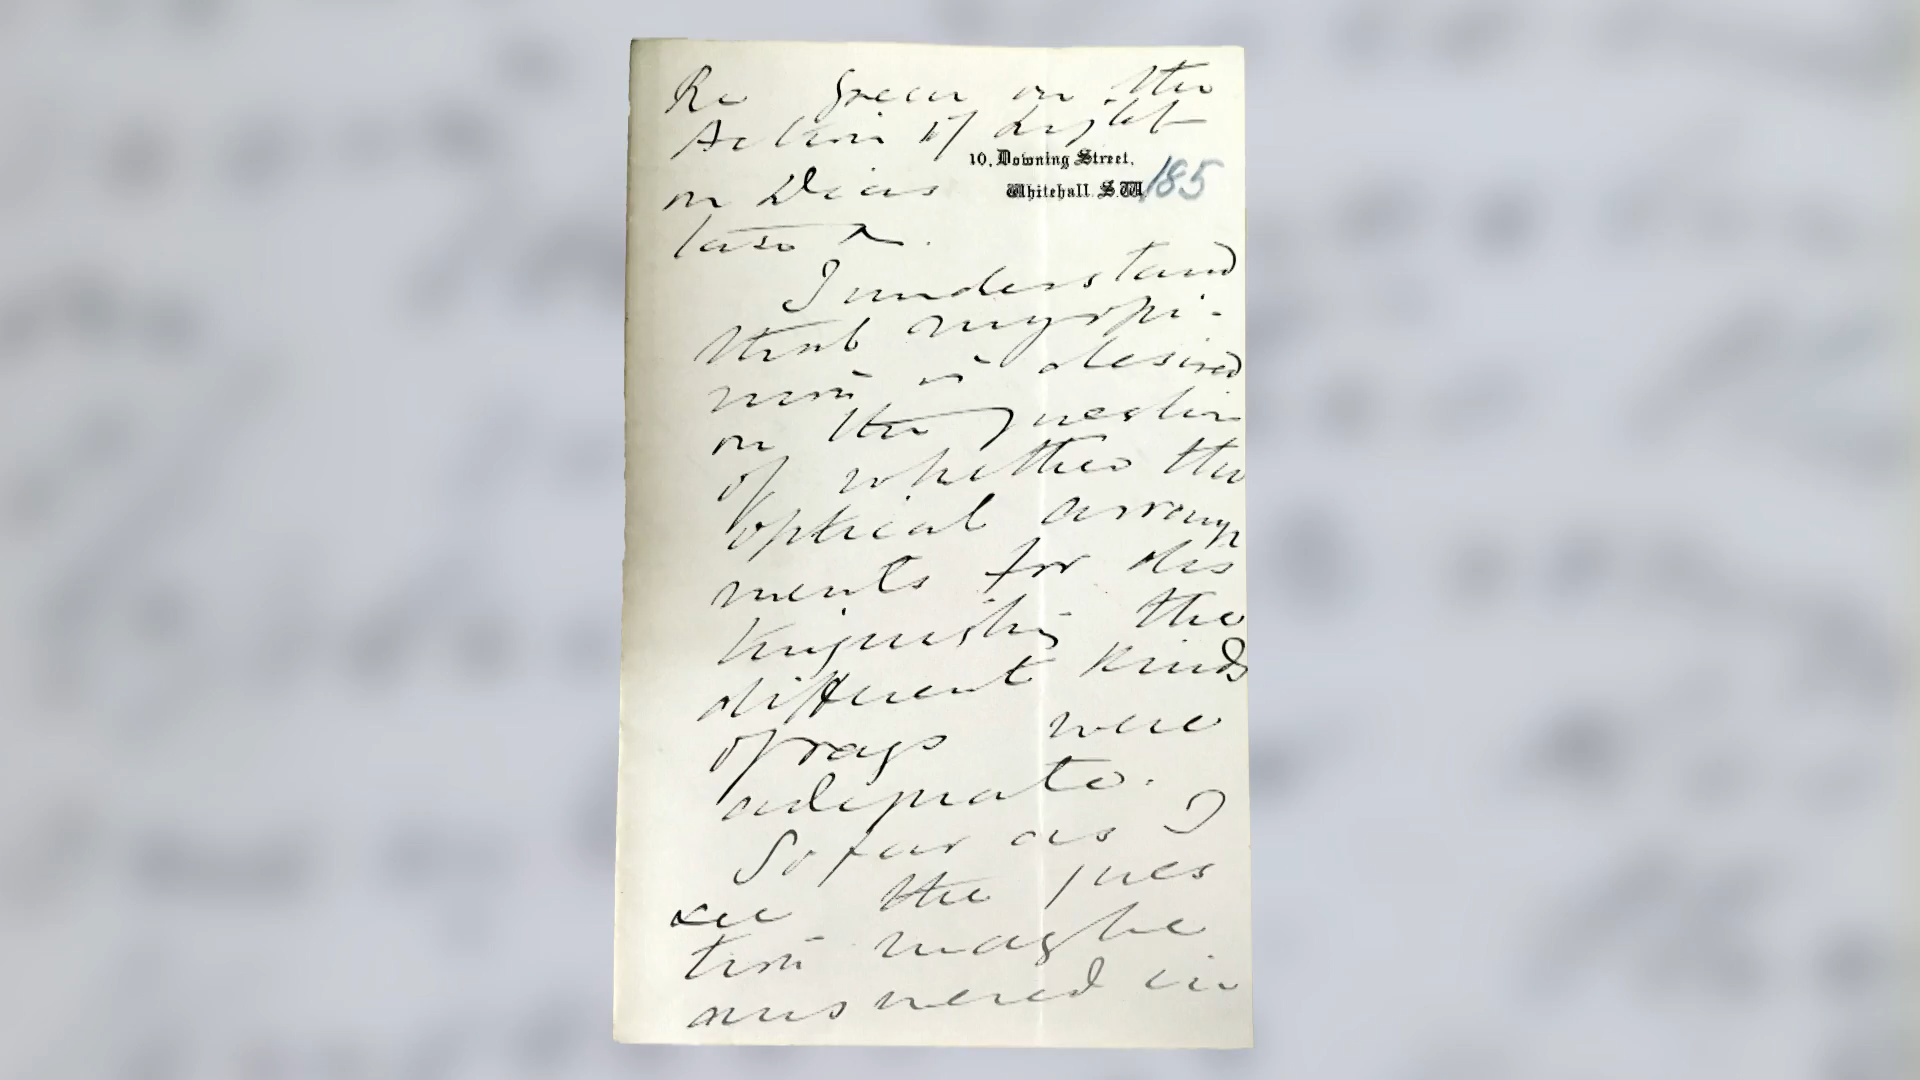 Re Green on the
Action of Light
10, Downing Street,
Whitehall. S.W.
185
on Dias
tase.
I understand
that my opi-
nion is desired
on the question
of whether the
optical arrange
ments for dis
tinguishing the
different kinds
of rays were
adequate.
So far as I
see the ques
tion may be
answered in